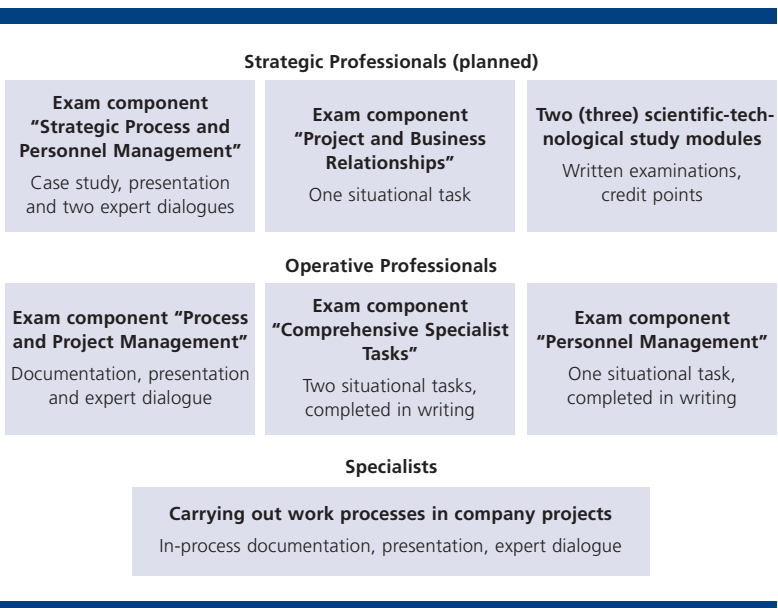 Strategic Professionals (planned)
Exam component
“Strategic Process and
Personnel Management”
Case study, presentation
and two expert dialogues
Exam component
“Project and Business
Relationships”
One situational task
Two (three) scientific-tech-
nological study modules
Written examinations,
credit points
Operative Professionals
Exam component “Process
and Project Management”
Documentation, presentation
and expert dialogue
Exam component
“Comprehensive Specialist
Tasks”
Two situational tasks,
completed in writing
Exam component
“Personnel Management”
One situational task,
completed in writing
Specialists
Carrying out work processes in company projects
In-process documentation, presentation, expert dialogue